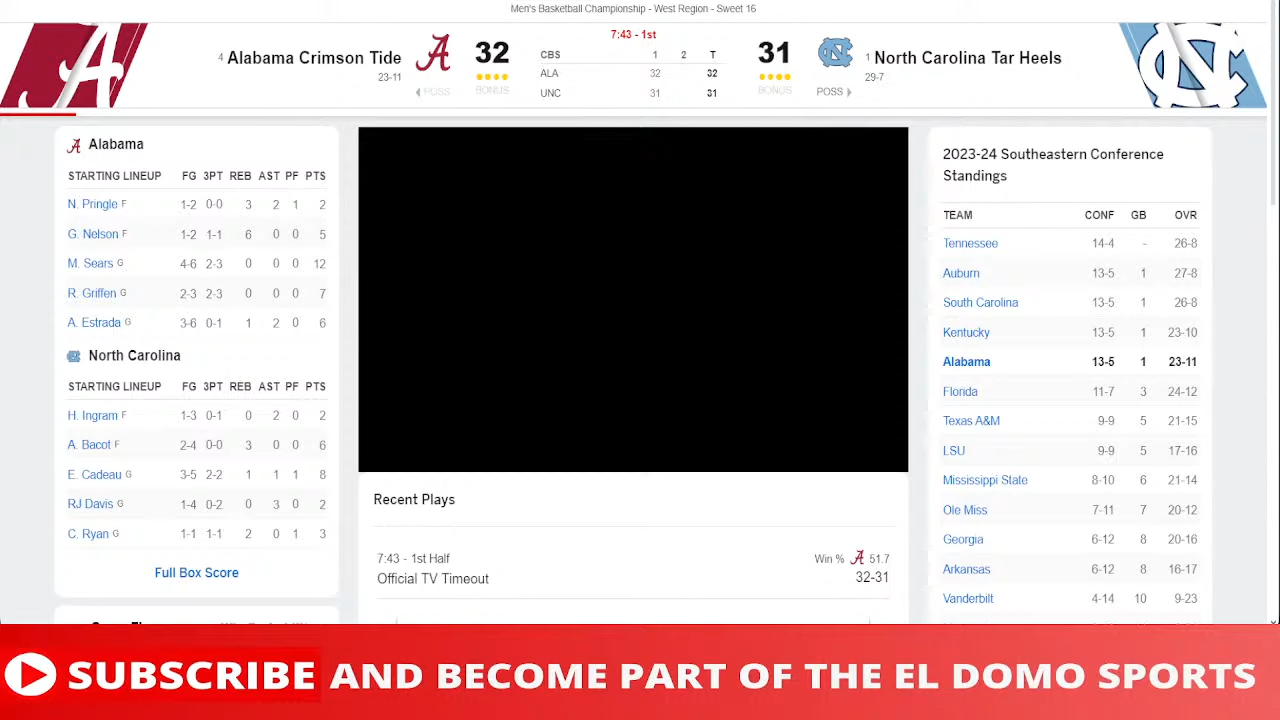 Men's Basketball Championship - West Region - Sweet 16
4 Alabama Crimson Tide
23-11
32
BONUS
POSS
7:43 - 1st
CBS 1 2 T
ALA 32 32
UNC 31 31
31
BONUS
POSS
1 North Carolina Tar Heels
29-7
Alabama
STARTING LINEUP FG 3PT REB AST PF PTS
N. Pringle F 1-2 0-0 3 2 1 2
G. Nelson F 1-2 1-1 6 0 0 5
M. Sears G 4-6 2-3 0 0 0 12
R. Griffen G 2-3 2-3 0 0 0 7
A. Estrada G 3-6 0-1 1 2 0 6
North Carolina
STARTING LINEUP FG 3PT REB AST PF PTS
H. Ingram F 1-3 0-1 0 2 0 2
A. Bacot F 2-4 0-0 3 0 0 6
E. Cadeau G 3-5 2-2 1 1 1 8
RJ Davis G 1-4 0-2 0 3 0 2
C. Ryan G 1-1 1-1 2 0 1 3
Full Box Score
Recent Plays
7:43 - 1st Half
Official TV Timeout
Win % 51.7
32-31
2023-24 Southeastern Conference
Standings
TEAM CONF GB OVR
Tennessee 14-4 - 26-8
Auburn 13-5 1 27-8
South Carolina 13-5 1 26-8
Kentucky 13-5 1 23-10
Alabama 13-5 1 23-11
Florida 11-7 3 24-12
Texas A&M 9-9 5 21-15
LSU 9-9 5 17-16
Mississippi State 8-10 6 21-14
Ole Miss 7-11 7 20-12
Georgia 6-12 8 20-16
Arkansas 6-12 8 16-17
Vanderbilt 4-14 10 9-23
SUBSCRIBE AND BECOME PART OF THE EL DOMO SPORTS